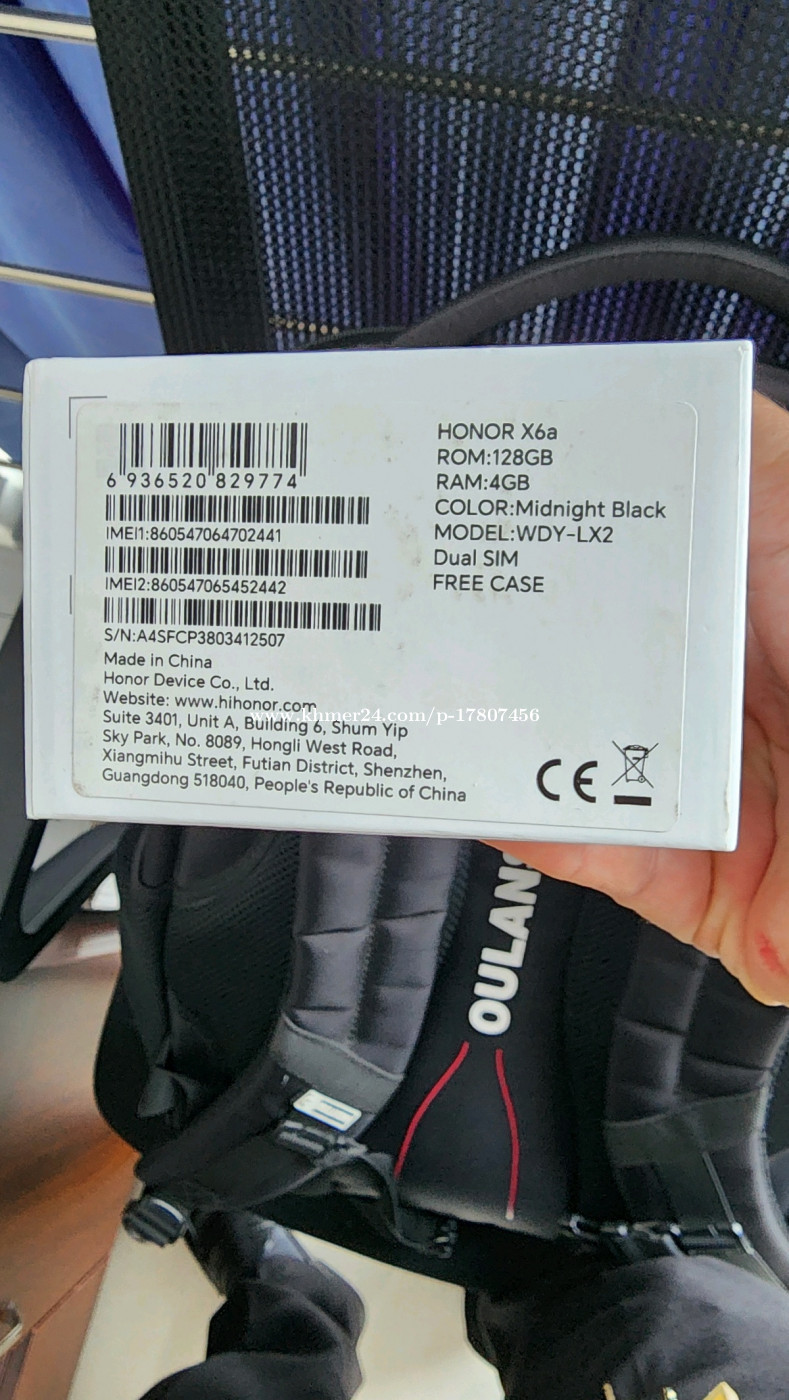 6 936520 829774
IMEI1:860547064702441
IMEI2:860547065452442
S/N:A4SFCP3803412507
Made in China
Honor Device Co., Ltd.
Website: www.hihonor.com
Suite 3401, Unit A, Building 6, Shum Yip
Sky Park, No. 8089, Hongli West Road,
Xiangmihu Street, Futian District, Shenzhen,
Guangdong 518040, People's Republic of China
HONOR X6a
ROM:128GB
RAM:4GB
COLOR:Midnight Black
MODEL:WDY-LX2
Dual SIM
FREE CASE
CE
www.khmer24.com/p-17807456